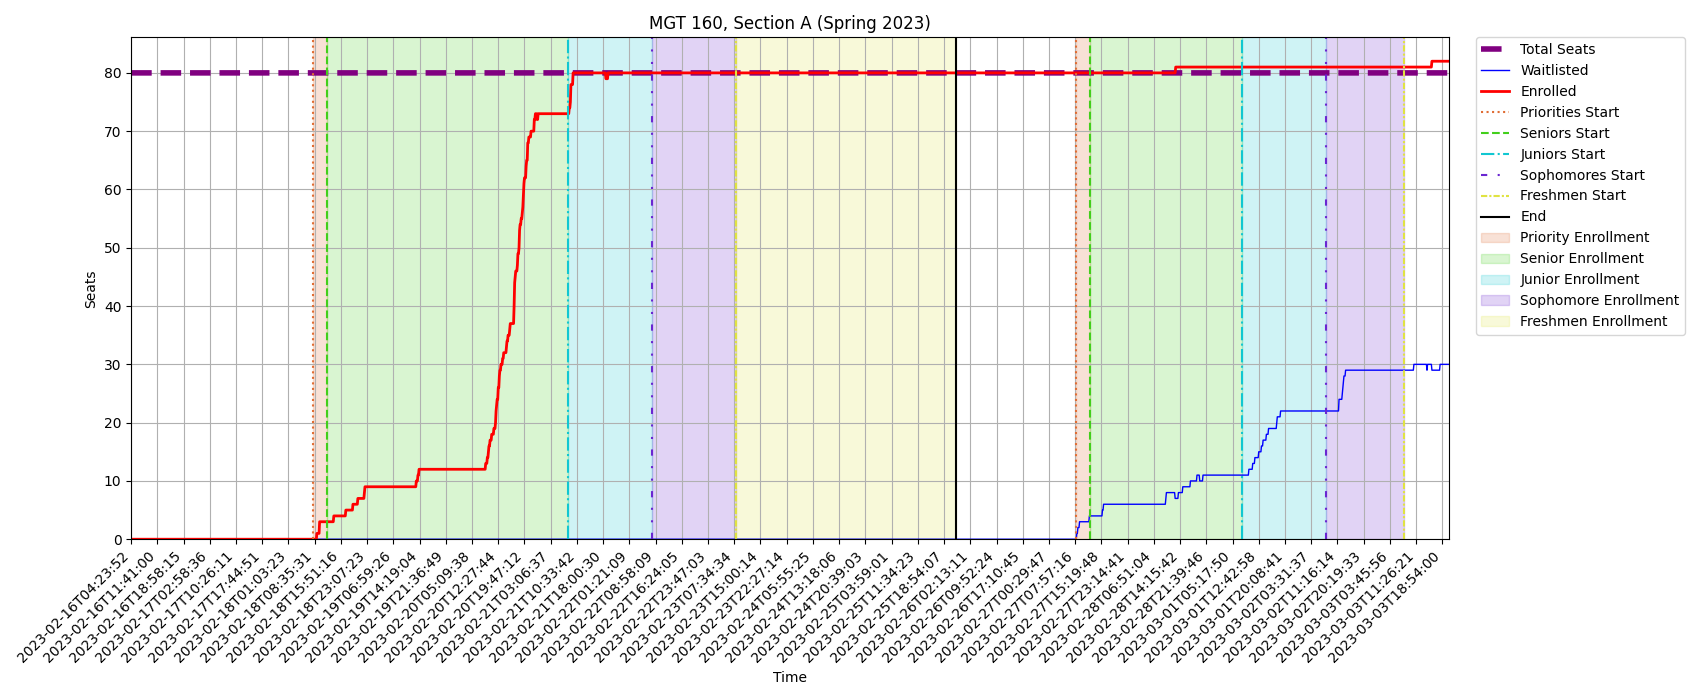 MGT 160, Section A (Spring 2023)
Seats
80
70
60
50
40
30
20
10
0
2023-02-16T04:23:52
2023-02-16T11:41:00
2023-02-16T18:58:15
2023-02-17T02:58:36
2023-02-17T10:26:11
2023-02-17T17:44:51
2023-02-18T01:03:23
2023-02-18T08:35:31
2023-02-18T15:51:16
2023-02-18T23:07:23
2023-02-19T06:59:26
2023-02-19T14:19:04
2023-02-19T21:36:49
2023-02-20T05:09:38
2023-02-20T12:27:44
2023-02-20T19:47:12
2023-02-21T03:06:37
2023-02-21T10:33:42
2023-02-21T18:00:30
2023-02-22T01:21:09
2023-02-22T08:58:09
2023-02-22T16:24:05
2023-02-22T23:47:03
2023-02-23T07:34:34
2023-02-23T15:00:14
2023-02-23T22:27:14
2023-02-24T05:55:25
2023-02-24T13:18:06
2023-02-24T20:39:03
2023-02-25T03:59:01
2023-02-25T11:34:23
2023-02-25T18:54:07
2023-02-26T02:13:11
2023-02-26T09:52:24
2023-02-26T17:10:45
2023-02-27T00:29:47
2023-02-27T07:57:16
2023-02-27T15:19:48
2023-02-27T23:14:41
2023-02-28T06:51:04
2023-02-28T14:15:42
2023-02-28T21:39:46
2023-03-01T05:17:50
2023-03-01T12:42:58
2023-03-01T20:08:41
2023-03-02T03:31:37
2023-03-02T11:16:14
2023-03-02T20:19:33
2023-03-03T03:45:56
2023-03-03T11:26:21
2023-03-03T18:54:00
Time
Total Seats
Waitlisted
Enrolled
Priorities Start
Seniors Start
Juniors Start
Sophomores Start
Freshmen Start
End
Priority Enrollment
Senior Enrollment
Junior Enrollment
Sophomore Enrollment
Freshmen Enrollment